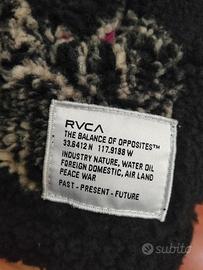 RVCA
THE BALANCE OF OPPOSITES™
33.6412 N 117.9188 W
INDUSTRY NATURE, WATER OIL
FOREIGN DOMESTIC, AIR LAND
PEACE WAR
PAST - PRESENT - FUTURE
subito